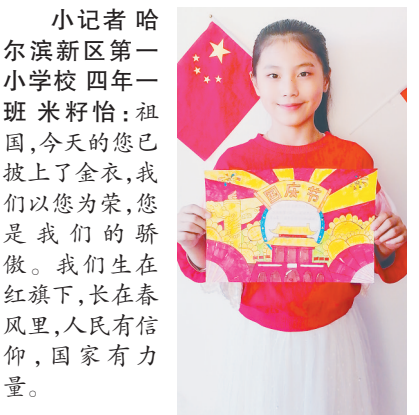 小记者 哈
尔滨新区第一
小学校 四年一
班 米籽怡:祖
国,今天的您已
披上了金衣,我
们以您为荣,您
是我们的骄
傲。我们生在
红旗下,长在春
风里,人民有信
仰,国家有力
量。
国庆节